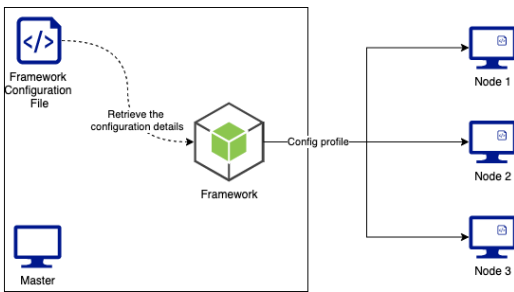 Framework
Configuration
File
Retrieve the
configuration details
Framework
Config profile
Master
Node 1
Node 2
Node 3